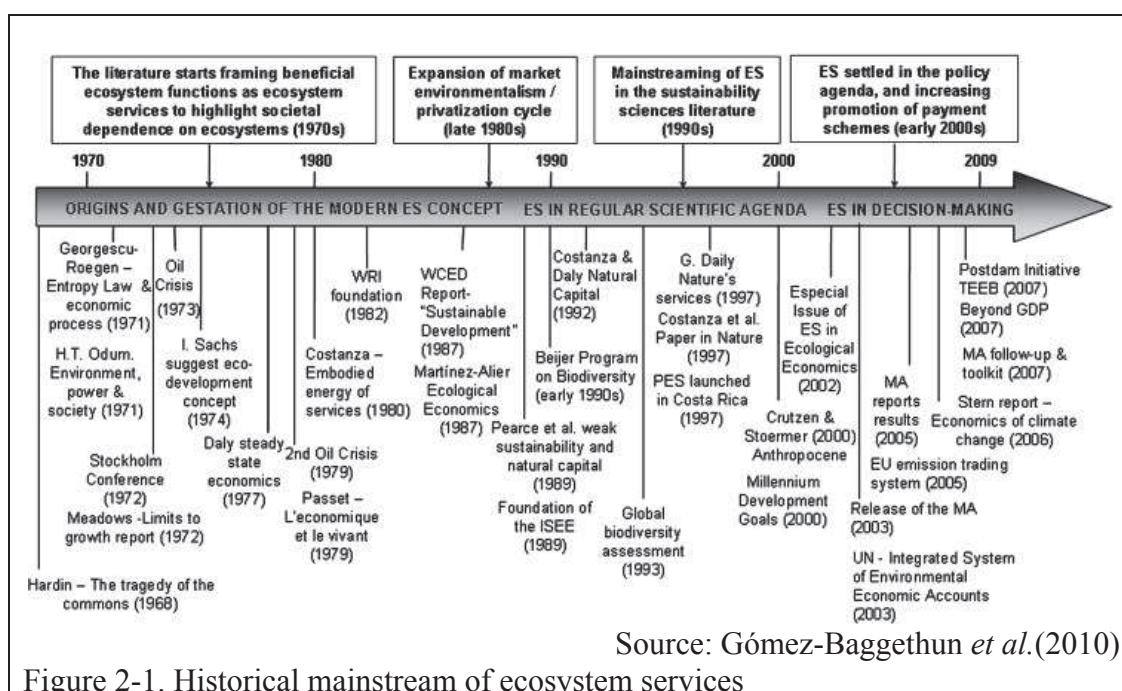 The literature starts framing beneficial
ecosystem functions as ecosystem
services to highlight societal
dependence on ecosystems (1970s)
Expansion of market
environmentalism /
privatization cycle
(late 1980s)
Mainstreaming of ES
in the sustainability
sciences literature
(1990s)
ES settled in the policy
agenda, and increasing
promotion of payment
schemes (early 2000s)
1970
1980
1990
2000
2009
ORIGINS AND GESTATION OF THE MODERN ES CONCEPT
ES IN REGULAR SCIENTIFIC AGENDA
ES IN DECISION-MAKING
Georgescu-
Roegen –
Entropy Law &
economic
process (1971)
H.T. Odum.
Environment,
power &
society
(1971)
Oil
Crisis
(1973)
I. Sachs
suggest eco-
development
concept
(1974)
Stockholm
Conference
(1972)
Meadows -Limits to
growth report (1972)
Hardin – The tragedy of the
commons (1968)
Daly steady
state
economics
(1977)
WRI
foundation
(1982)
Costanza –
Embodied
energy of
services (1980)
2nd Oil Crisis
(1979)
Passet –
L'economique
et le vivant
(1979)
WCED
Report-
"Sustainable
Development"
(1987)
Martínez-Alier
Ecological
Economics
(1987)
Pearce et al. weak
sustainability and
natural capital
(1989)
Foundation of
the ISEE
(1989)
Costanza &
Daly Natural
Capital
(1992)
Beijer Program
on Biodiversity
(early 1990s)
Global
biodiversity
assessment
(1993)
G. Daily
Nature's
services (1997)
Costanza et al.
Paper in Nature
(1997)
PES launched
in Costa Rica
(1997)
Especial
Issue of
ES in
Ecological
Economics
(2002)
Crutzen &
Stoermer (2000)
Anthropocene
Millennium
Development
Goals (2000)
MA
reports
results
(2005)
EU emission trading
system (2005)
Release of the MA
(2003)
UN - Integrated System
of Environmental
Economic Accounts
(2003)
Postdam Initiative
TEEB (2007)
Beyond GDP
(2007)
MA follow-up &
toolkit (2007)
Stern report –
Economics of climate
change (2006)
Source: Gómez-Baggethun et al.(2010)
Figure 2-1. Historical mainstream of ecosystem services